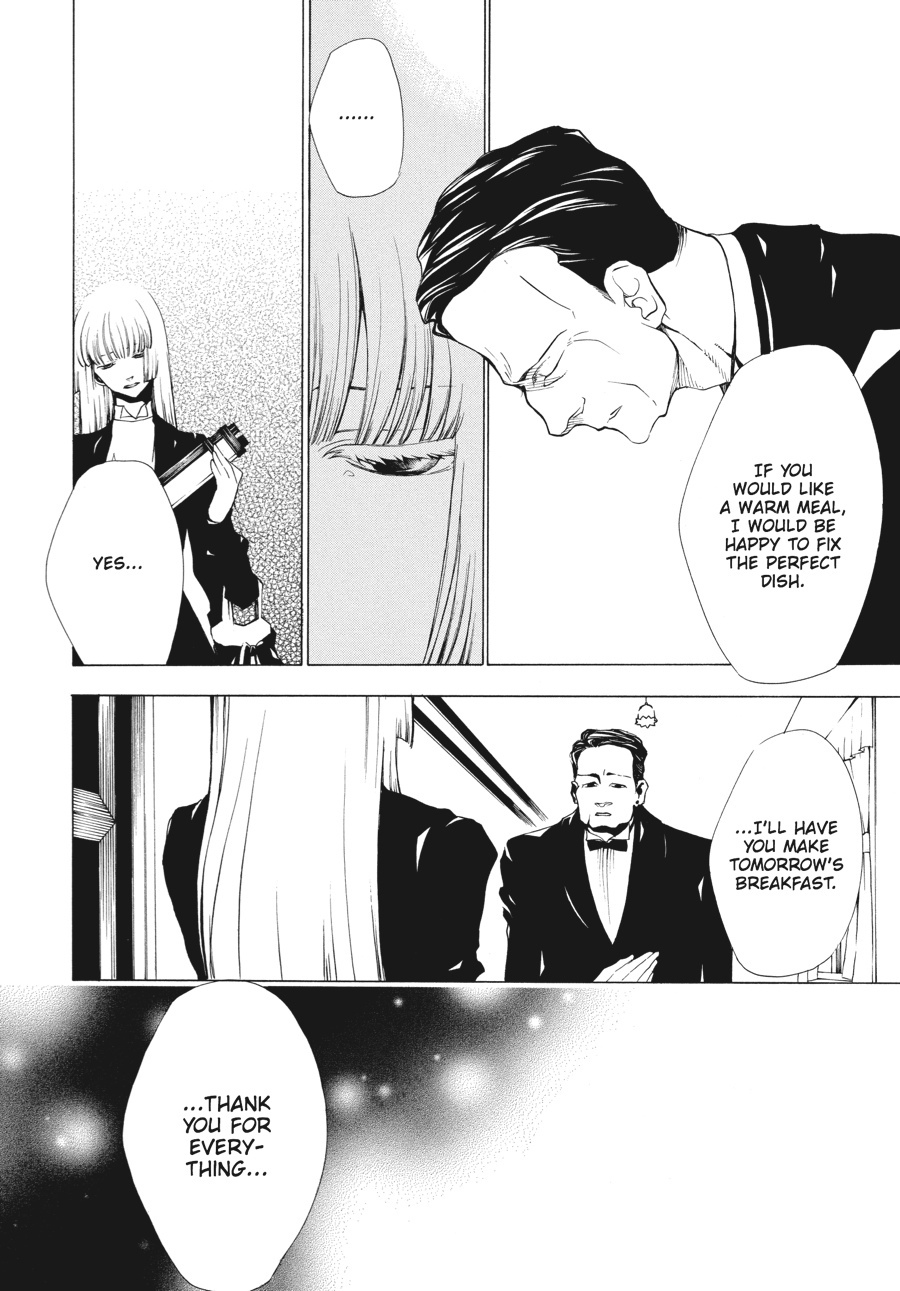 IF YOU
WOULD LIKE
A WARM MEAL,
I WOULD BE
HAPPY TO FIX
THE PERFECT
DISH.
......
YES...
...I'LL HAVE
YOU MAKE
TOMORROW'S
BREAKFAST.
...THANK
YOU FOR
EVERY-
THING...